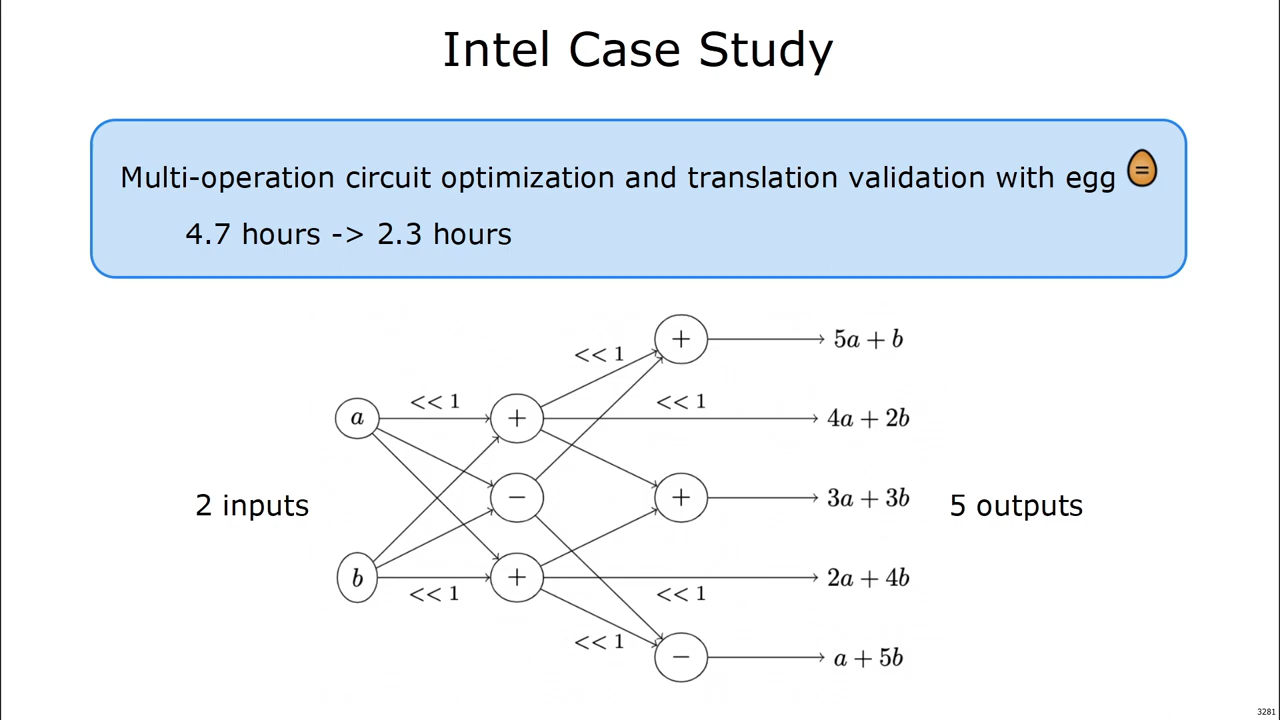 Intel Case Study
Multi-operation circuit optimization and translation validation with egg =
4.7 hours -> 2.3 hours
+ 5a + b
<< 1
a << 1 + << 1 4a + 2b
2 inputs − + 3a + 3b 5 outputs
b << 1 + << 1 2a + 4b
<< 1
− a + 5b
3281